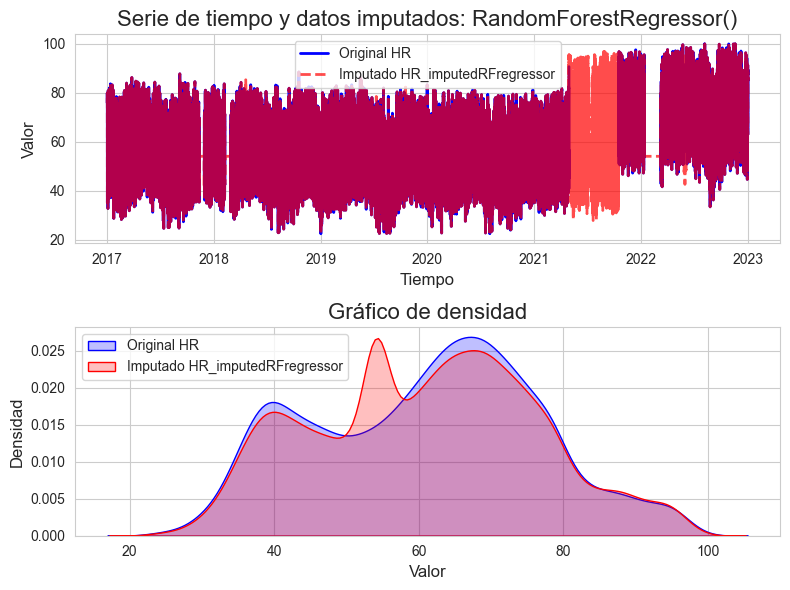 Serie de tiempo y datos imputados: RandomForestRegressor()
Original HR
Imputado HR_imputedRFregressor
Valor
100
80
60
40
20
2017 2018 2019 2020 2021 2022 2023
Tiempo
Gráfico de densidad
Original HR
Imputado HR_imputedRFregressor
Densidad
0.025
0.020
0.015
0.010
0.005
0.000
20 40 60 80 100
Valor